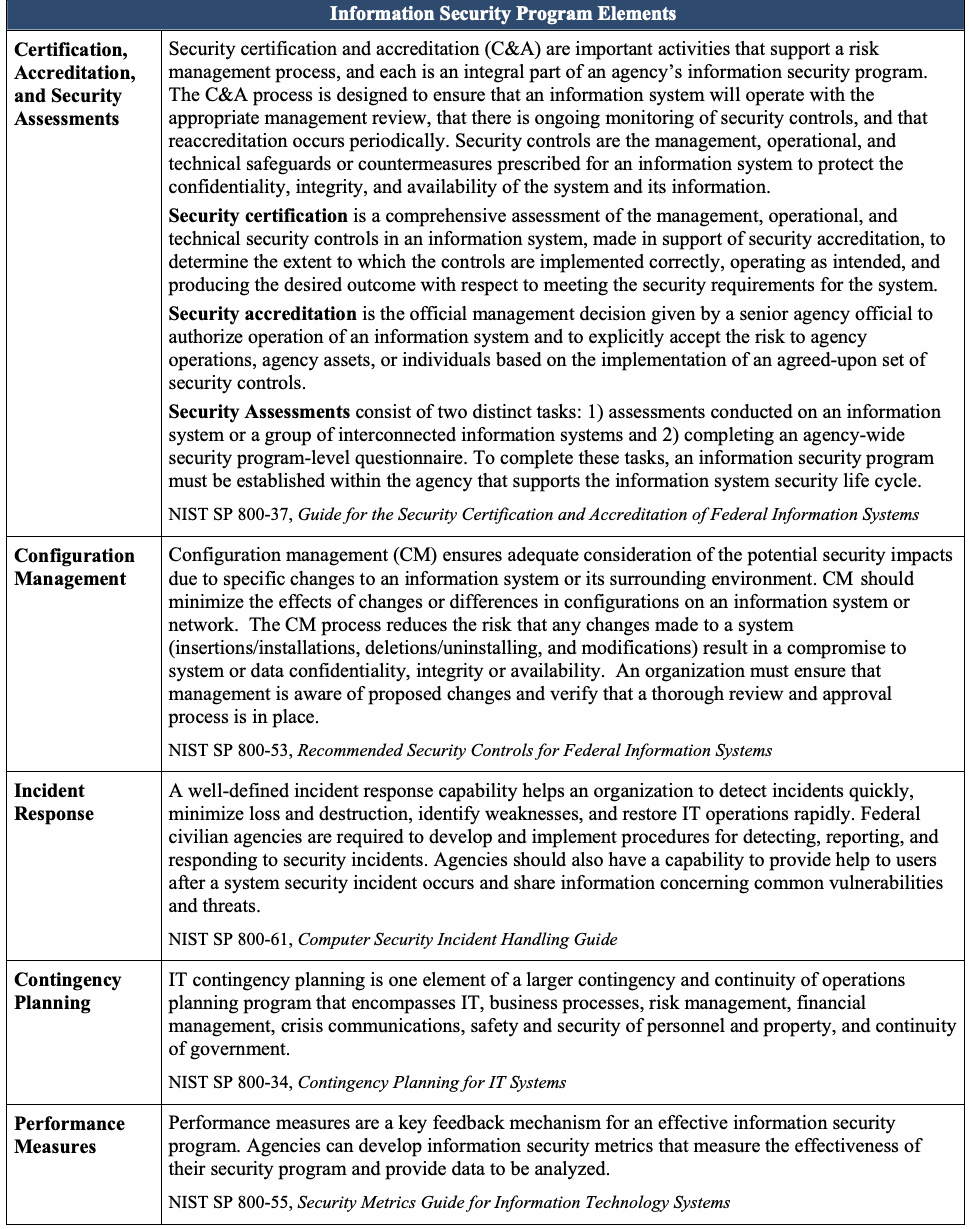 Information Security Program Elements
Certification,
Accreditation,
and Security
Assessments
Security certification and accreditation (C&A) are important activities that support a risk
management process, and each is an integral part of an agency’s information security program.
The C&A process is designed to ensure that an information system will operate with the
appropriate management review, that there is ongoing monitoring of security controls, and that
reaccreditation occurs periodically. Security controls are the management, operational, and
technical safeguards or countermeasures prescribed for an information system to protect the
confidentiality, integrity, and availability of the system and its information.
Security certification is a comprehensive assessment of the management, operational, and
technical security controls in an information system, made in support of security accreditation, to
determine the extent to which the controls are implemented correctly, operating as intended, and
producing the desired outcome with respect to meeting the security requirements for the system.
Security accreditation is the official management decision given by a senior agency official to
authorize operation of an information system and to explicitly accept the risk to agency
operations, agency assets, or individuals based on the implementation of an agreed-upon set of
security controls.
Security Assessments consist of two distinct tasks: 1) assessments conducted on an information
system or a group of interconnected information systems and 2) completing an agency-wide
security program-level questionnaire. To complete these tasks, an information security program
must be established within the agency that supports the information system security life cycle.
NIST SP 800-37, Guide for the Security Certification and Accreditation of Federal Information Systems
Configuration
Management
Configuration management (CM) ensures adequate consideration of the potential security impacts
due to specific changes to an information system or its surrounding environment. CM should
minimize the effects of changes or differences in configurations on an information system or
network.  The CM process reduces the risk that any changes made to a system
(insertions/installations, deletions/uninstalling, and modifications) result in a compromise to
system or data confidentiality, integrity or availability.  An organization must ensure that
management is aware of proposed changes and verify that a thorough review and approval
process is in place.
NIST SP 800-53, Recommended Security Controls for Federal Information Systems
Incident
Response
A well-defined incident response capability helps an organization to detect incidents quickly,
minimize loss and destruction, identify weaknesses, and restore IT operations rapidly. Federal
civilian agencies are required to develop and implement procedures for detecting, reporting, and
responding to security incidents. Agencies should also have a capability to provide help to users
after a system security incident occurs and share information concerning common vulnerabilities
and threats.
NIST SP 800-61, Computer Security Incident Handling Guide
Contingency
Planning
IT contingency planning is one element of a larger contingency and continuity of operations
planning program that encompasses IT, business processes, risk management, financial
management, crisis communications, safety and security of personnel and property, and continuity
of government.
NIST SP 800-34, Contingency Planning for IT Systems
Performance
Measures
Performance measures are a key feedback mechanism for an effective information security
program. Agencies can develop information security metrics that measure the effectiveness of
their security program and provide data to be analyzed.
NIST SP 800-55, Security Metrics Guide for Information Technology Systems